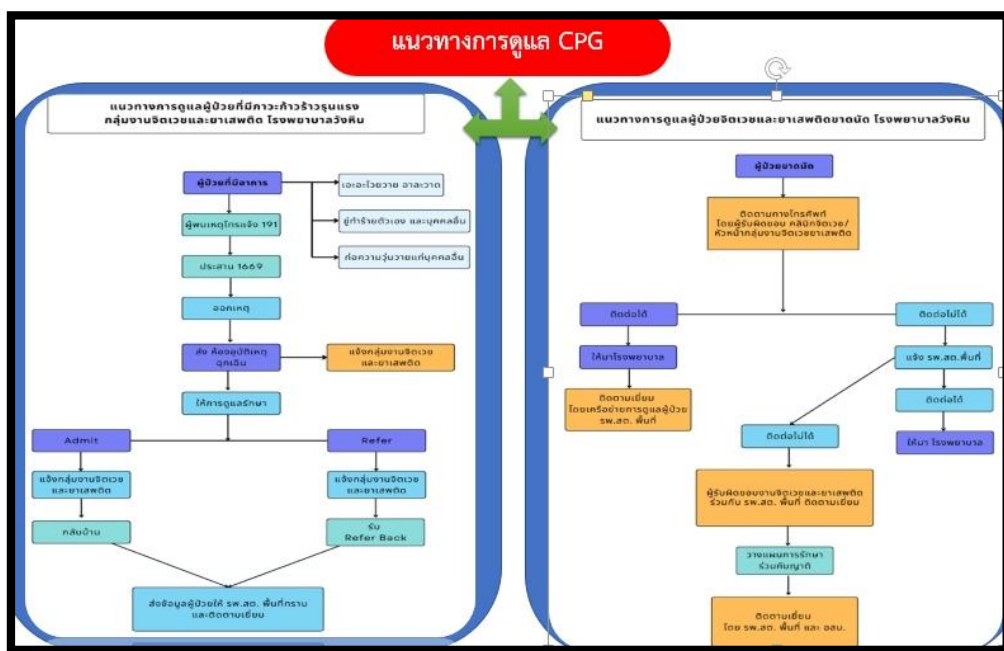 แนวทางการดูแล CPG
แนวทางการดูแลผู้ป่วยที่มีภาวะก้าวร้าวรุนแรง
กลุ่มงานจิตเวชและยาเสพติด โรงพยาบาลวังหิน
ผู้ป่วยที่มีอาการ
เอะอะโวยวาย อาละวาด
ผู้พบเหตุโทรแจ้ง 191
ขู่ทำร้ายตัวเอง และบุคคลอื่น
ประสาน 1669
ก่อความวุ่นวายแก่บุคคลอื่น
ออกเหตุ
ส่ง ห้องอุบัติเหตุ
ฉุกเฉิน
แจ้งกลุ่มงานจิตเวช
และยาเสพติด
ให้การดูแลรักษา
Admit
Refer
แจ้งกลุ่มงานจิตเวช
และยาเสพติด
แจ้งกลุ่มงานจิตเวช
และยาเสพติด
กลับบ้าน
รับ
Refer Back
ส่งข้อมูลผู้ป่วยให้ รพ.สต. พื้นที่ทราบ
และติดตามเยี่ยม
แนวทางการดูแลผู้ป่วยจิตเวชและยาเสพติดขาดนัด โรงพยาบาลวังหิน
ผู้ป่วยขาดนัด
ติดตามทางโทรศัพท์
โดยผู้รับผิดชอบ คลินิกจิตเวช/
หัวหน้ากลุ่มงานจิตเวชยาเสพติด
ติดต่อได้
ติดต่อไม่ได้
ให้มาโรงพยาบาล
แจ้ง รพ.สต.พื้นที่
ติดตามเยี่ยม
โดยเครือข่ายการดูแลผู้ป่วย
รพ.สต. พื้นที่
ติดต่อได้
ติดต่อไม่ได้
ให้มา โรงพยาบาล
ผู้รับผิดชอบงานจิตเวชและยาเสพติด
ร่วมกับ รพ.สต. พื้นที่ ติดตามเยี่ยม
วางแผนการรักษา
ร่วมกับญาติ
ติดตามเยี่ยม
โดย รพ.สต. พื้นที่ และ อสม.